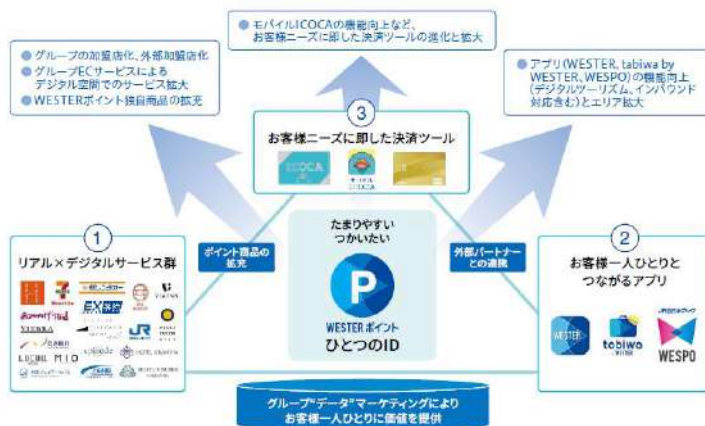 ● モバイルICOCAの機能向上など、
お客様ニーズに即した決済ツールの進化と拡大
● グループの加盟店化、外部加盟店化
● グループECサービスによる
デジタル空間でのサービス拡大
● WESTERポイント独自商品の拡充
● アプリ(WESTER、tabiwa by
WESTER、WESPO)の機能向上
(デジタルツーリズム、インバウンド
対応含む)とエリア拡大
3
お客様ニーズに即した決済ツール
ICOCA
ICOCA
1
リアル×デジタルサービス群
ポイント商品の
拡充
たまりやすい
つかいたい
P
WESTER ポイント
ひとつのID
外部パートナー
との連携
2
お客様一人ひとりと
つながるアプリ
WESTER
tabiwa
WESPO
EX
VIERRA
JR
LUCUA
MIO
グループ"データ"マーケティングにより
お客様一人ひとりに価値を提供